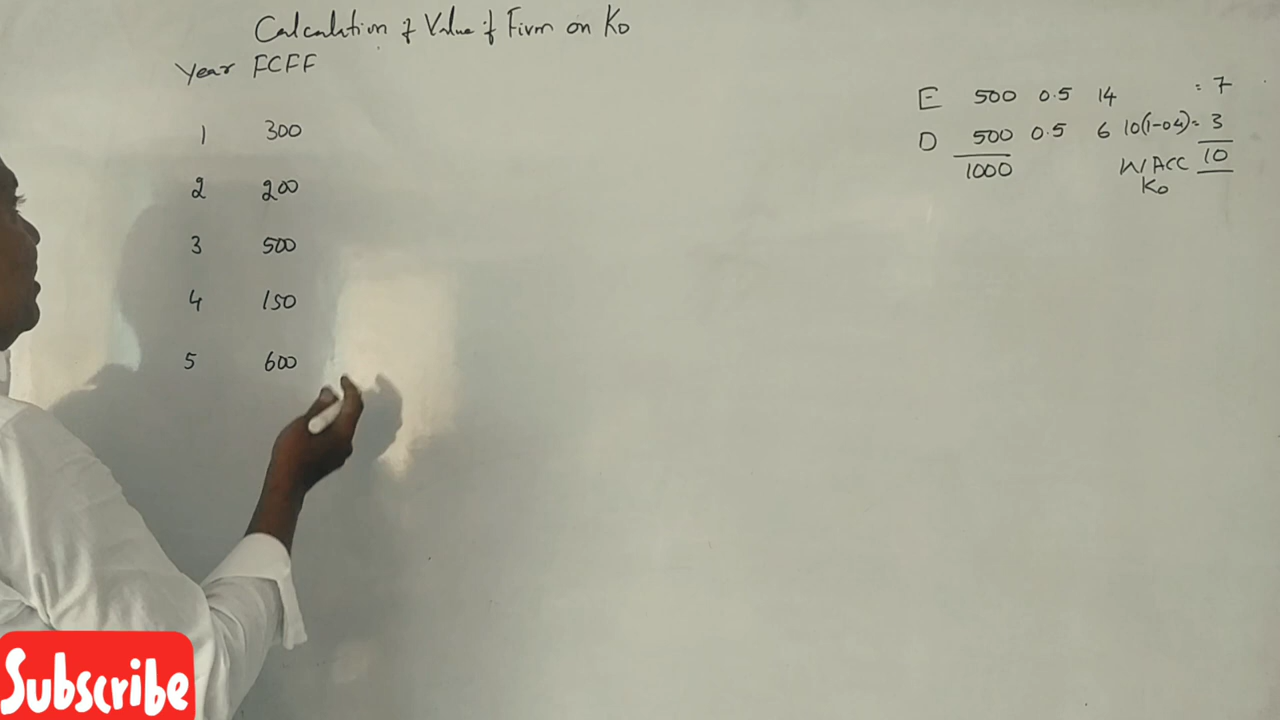 Calculation of Value of Firm on Ko
Year FCFF
1 300
2 200
3 500
4 150
5 600
E 500 0.5 14 = 7
D 500 0.5 6 10(1-04)= 3
1000 WACC 10
Ko
Subscribe